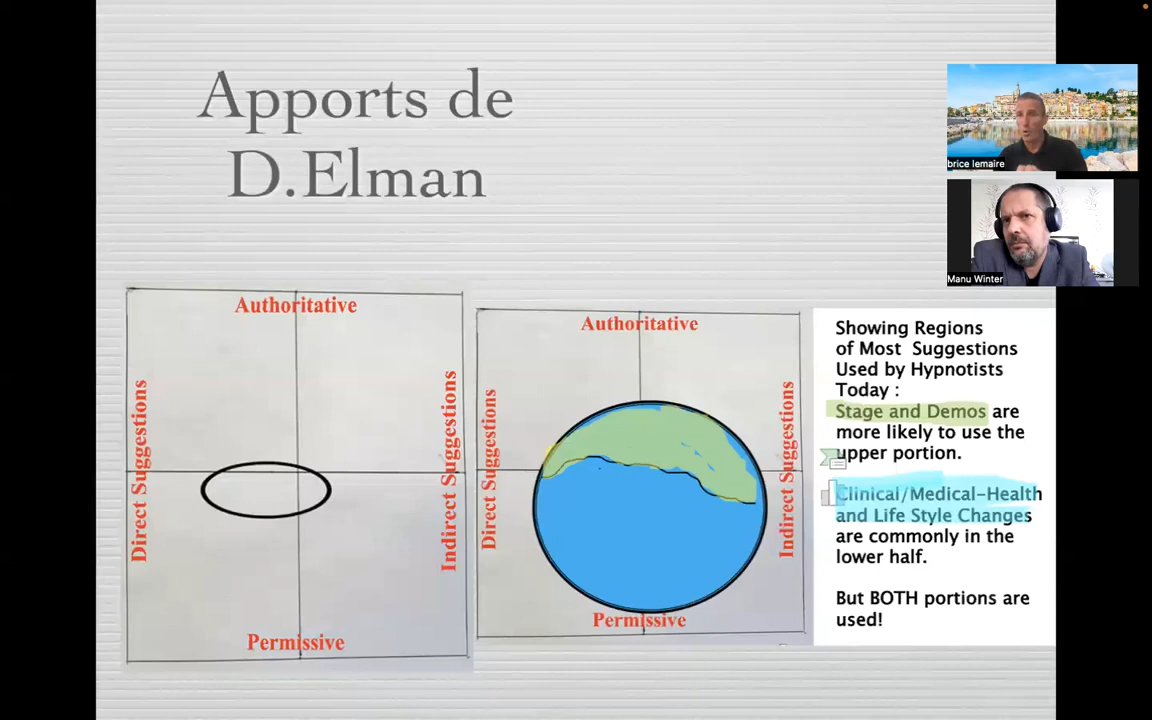 Apports de
D.Elman
brice lemaire
Manu Winter
Authoritative
Direct Suggestions
Indirect Suggestions
Permissive
Authoritative
Direct Suggestions
Indirect Suggestions
Permissive
Showing Regions
of Most Suggestions
Used by Hypnotists
Today :
Stage and Demos are
more likely to use the
upper portion.
Clinical/Medical-Health
and Life Style Changes
are commonly in the
lower half.
But BOTH portions are
used!